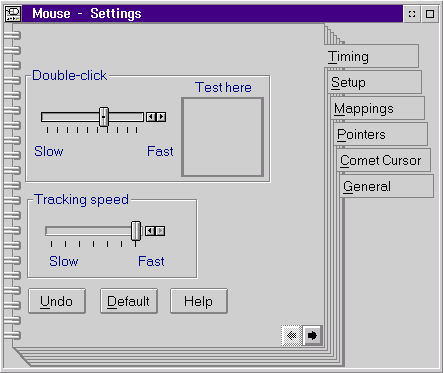 Mouse - Settings
Timing
Setup
Mappings
Pointers
Comet Cursor
General
Double-click
Test here
Slow
Fast
Tracking speed
Slow
Fast
Undo
Default
Help